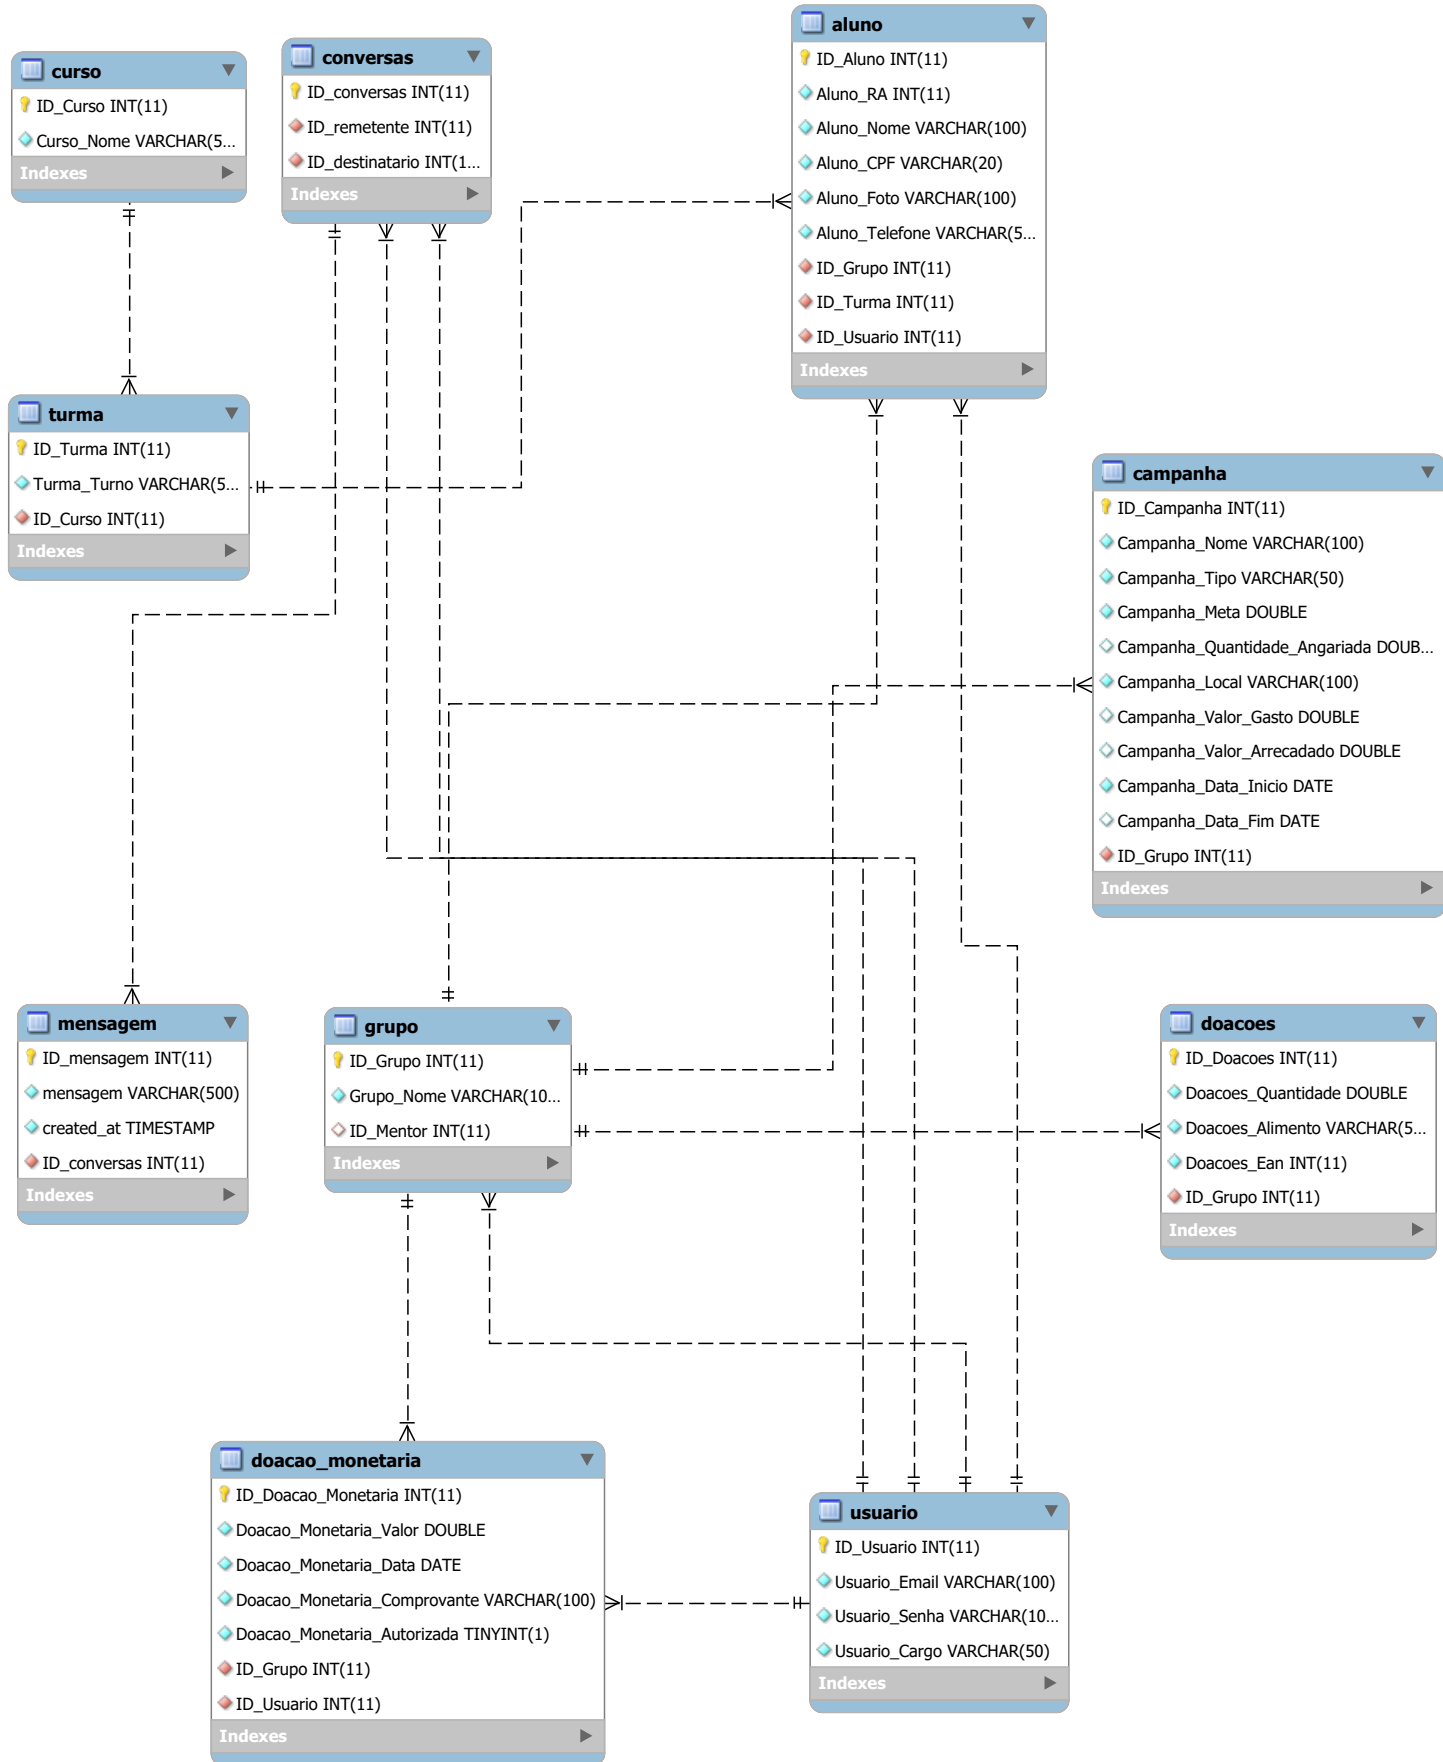 curso
ID_Curso INT(11)
Curso_Nome VARCHAR(5...
Indexes
conversas
ID_conversas INT(11)
ID_remetente INT(11)
ID_destinatario INT(1...
Indexes
aluno
ID_Aluno INT(11)
Aluno_RA INT(11)
Aluno_Nome VARCHAR(100)
Aluno_CPF VARCHAR(20)
Aluno_Foto VARCHAR(100)
Aluno_Telefone VARCHAR(5...
ID_Grupo INT(11)
ID_Turma INT(11)
ID_Usuario INT(11)
Indexes
turma
ID_Turma INT(11)
Turma_Turno VARCHAR(5...
ID_Curso INT(11)
Indexes
campanha
ID_Campanha INT(11)
Campanha_Nome VARCHAR(100)
Campanha_Tipo VARCHAR(50)
Campanha_Meta DOUBLE
Campanha_Quantidade_Angariada DOUB...
Campanha_Local VARCHAR(100)
Campanha_Valor_Gasto DOUBLE
Campanha_Valor_Arrecadado DOUBLE
Campanha_Data_Inicio DATE
Campanha_Data_Fim DATE
ID_Grupo INT(11)
Indexes
mensagem
ID_mensagem INT(11)
mensagem VARCHAR(500)
created_at TIMESTAMP
ID_conversas INT(11)
Indexes
grupo
ID_Grupo INT(11)
Grupo_Nome VARCHAR(10...
ID_Mentor INT(11)
Indexes
doacoes
ID_Doacoes INT(11)
Doacoes_Quantidade DOUBLE
Doacoes_Alimento VARCHAR(5...
Doacoes_Ean INT(11)
ID_Grupo INT(11)
Indexes
doacao_monetaria
ID_Doacao_Monetaria INT(11)
Doacao_Monetaria_Valor DOUBLE
Doacao_Monetaria_Data DATE
Doacao_Monetaria_Comprovante VARCHAR(100)
Doacao_Monetaria_Autorizada TINYINT(1)
ID_Grupo INT(11)
ID_Usuario INT(11)
Indexes
usuario
ID_Usuario INT(11)
Usuario_Email VARCHAR(100)
Usuario_Senha VARCHAR(10...
Usuario_Cargo VARCHAR(50)
Indexes